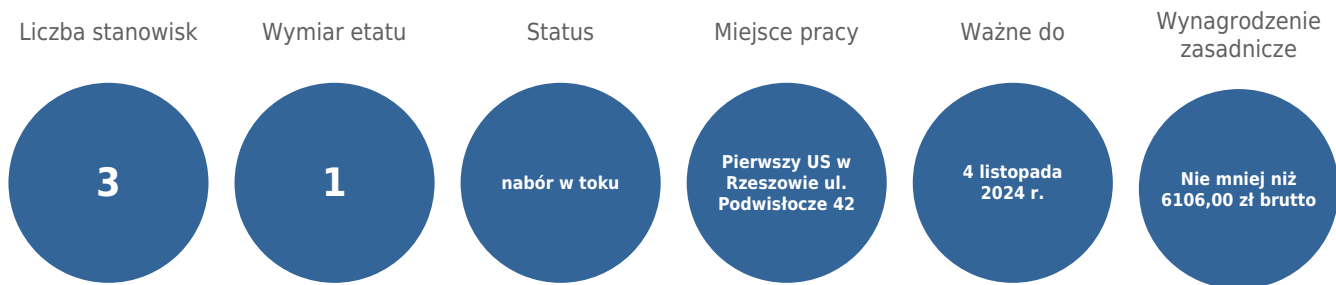 Liczba stanowisk
3
Wymiar etatu
1
Status
nabór w toku
Miejsce pracy
Pierwszy US w
Rzeszowie ul.
Podwisłocze 42
Ważne do
4 listopada
2024 r.
Wynagrodzenie
zasadnicze
Nie mniej niż
6106,00 zł brutto